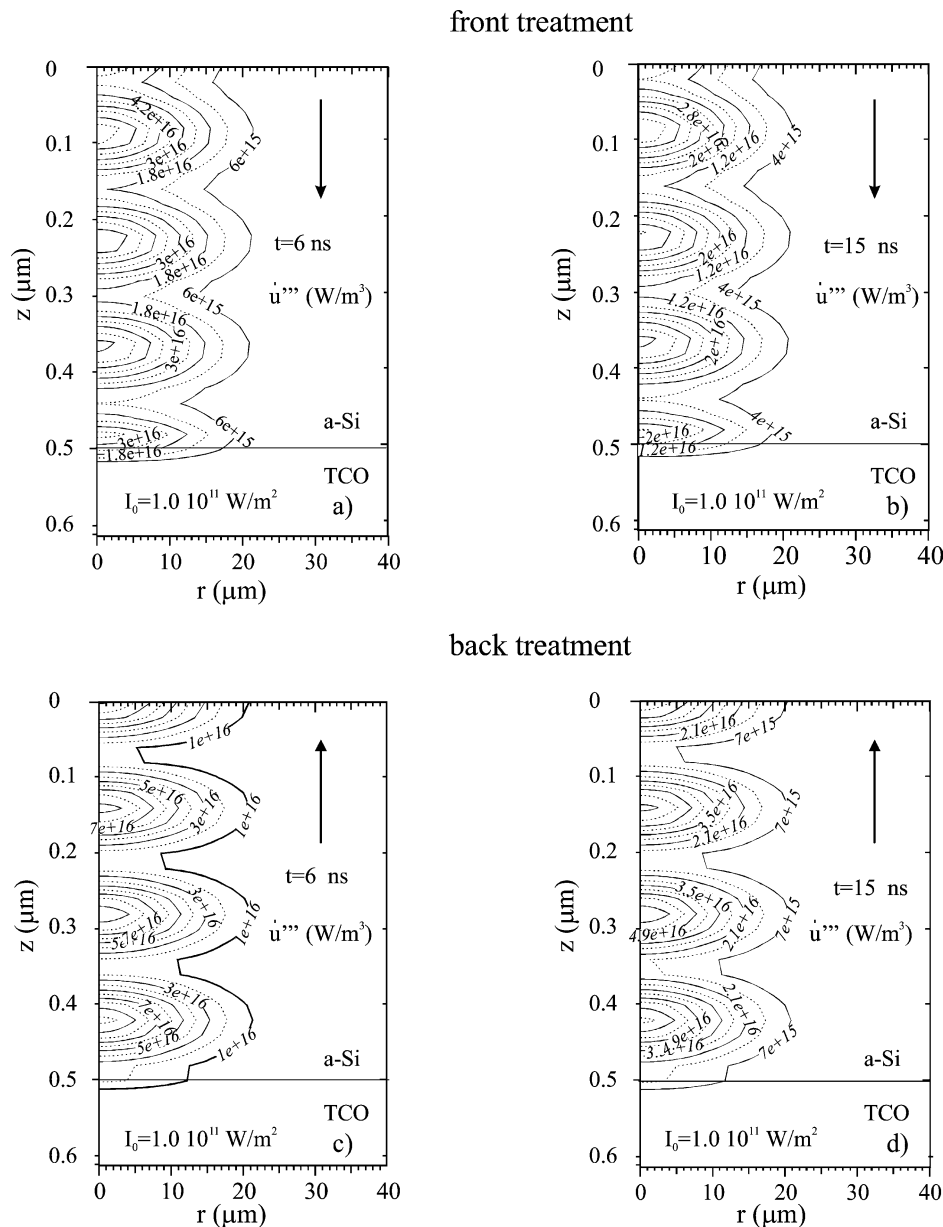 front treatment
0
0.1
0.2
0.3
0.4
0.5
0.6
z (μm)
4.2e+16
3e+16
1.8e+16
6e+15
3e+16
1.8e+16
6e+15
1.8e+16
3e+16
6e+15
3e+16
1.8e+16
t=6 ns
u̇''' (W/m³)
a-Si
TCO
I₀=1.0 10¹¹ W/m²
a)
0 10 20 30 40
r (μm)
0
0.1
0.2
0.3
0.4
0.5
0.6
z (μm)
2.8e+16
2e+16
1.2e+16
4e+15
2e+16
1.2e+16
4e+15
1.2e+16
2e+16
4e+15
2e+16
1.2e+16
t=15 ns
u̇''' (W/m³)
a-Si
TCO
I₀=1.0 10¹¹ W/m²
b)
0 10 20 30 40
r (μm)
back treatment
0
0.1
0.2
0.3
0.4
0.5
0.6
z (μm)
1e+16
5e+16
7e+16
3e+16
1e+16
3e+16
7e+16
5e+16
1e+16
3e+16
7e+16
5e+16
1e+16
t=6 ns
u̇''' (W/m³)
a-Si
TCO
I₀=1.0 10¹¹ W/m²
c)
0 10 20 30 40
r (μm)
0
0.1
0.2
0.3
0.4
0.5
0.6
z (μm)
2.1e+16
7e+15
3.5e+16
2.1e+16
7e+15
3.5e+16
4.9e+16
2.1e+16
7e+15
2.1e+16
4.9e+16
7e+15
t=15 ns
u̇''' (W/m³)
a-Si
TCO
I₀=1.0 10¹¹ W/m²
d)
0 10 20 30 40
r (μm)